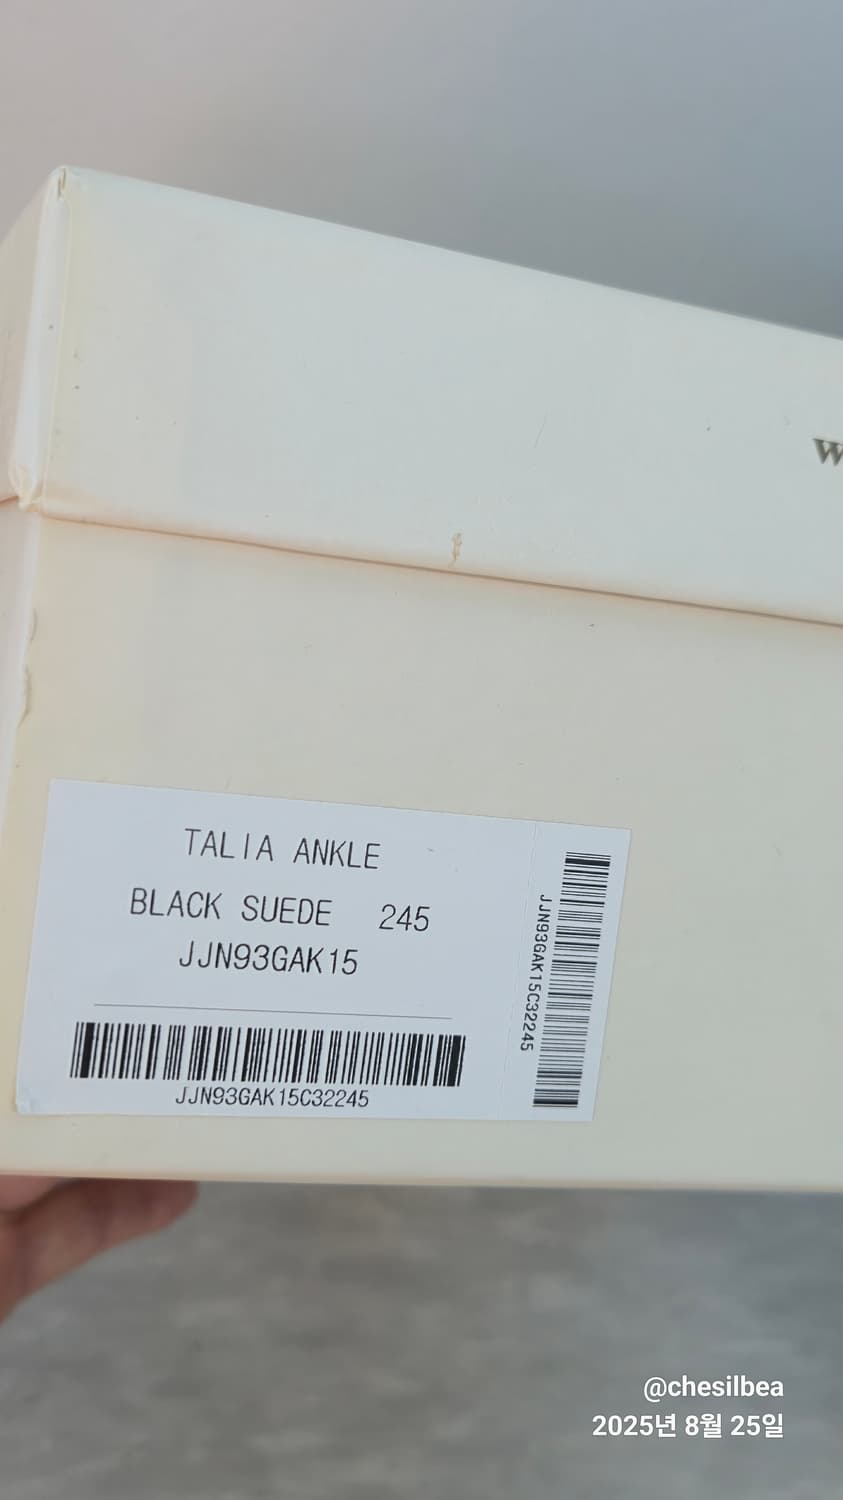 W
TALIA ANKLE
BLACK SUEDE 245
JJN93GAK15
JJN93GAK15C32245
JJN93GAK15C32245
@chesilbea
2025년 8월 25일